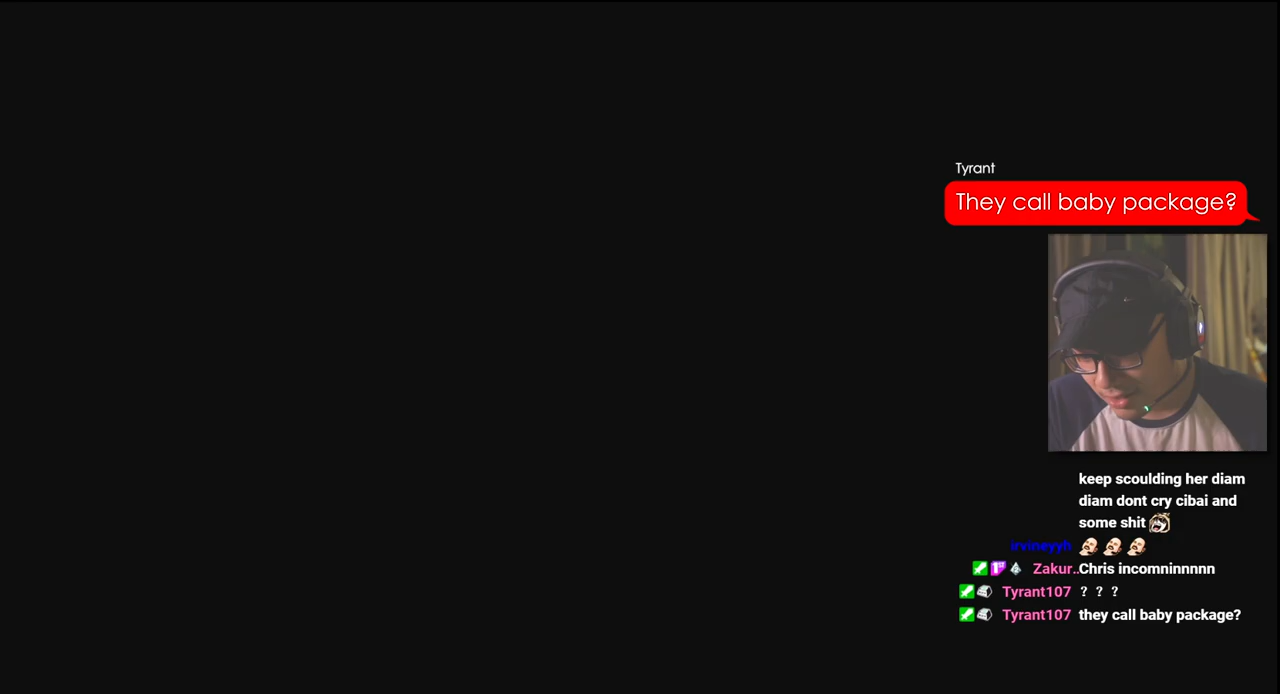 Tyrant
They call baby package?
keep scoulding her diam
diam dont cry cibai and
some shit
irvineyyh
1ST Zakur..Chris incomninnnnn
Tyrant107 ? ? ?
Tyrant107 they call baby package?